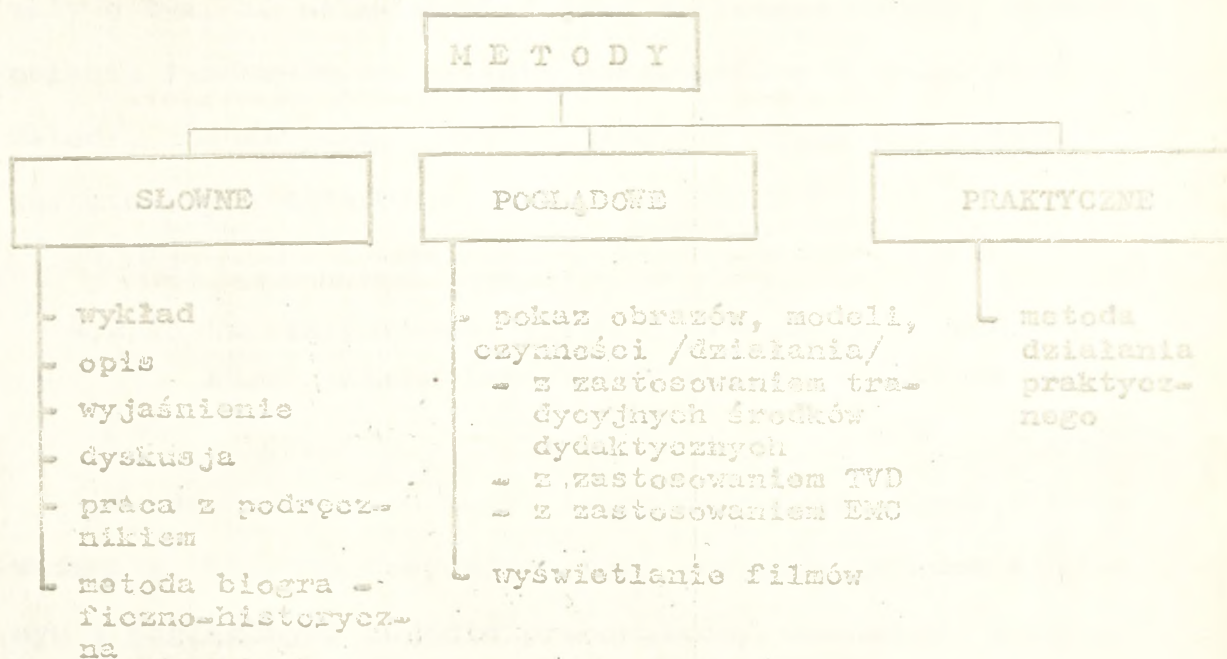 M E T O D Y
SŁOWNE
- wykład
- opis
- wyjaśnienie
- dyskusja
- praca z podręcz-
nikiem
- metoda biogra -
ficzno-historycz-
na
POGLĄDOWE
- pokaz obrazów, modeli,
czynności /działania/
- z zastosowaniem tra-
dycyjnych środków
dydaktycznych
- z zastosowaniem TVD
- z zastosowaniem EMC
- wyświetlanie filmów
PRAKTYCZNE
- metoda
działania
praktycz-
nego